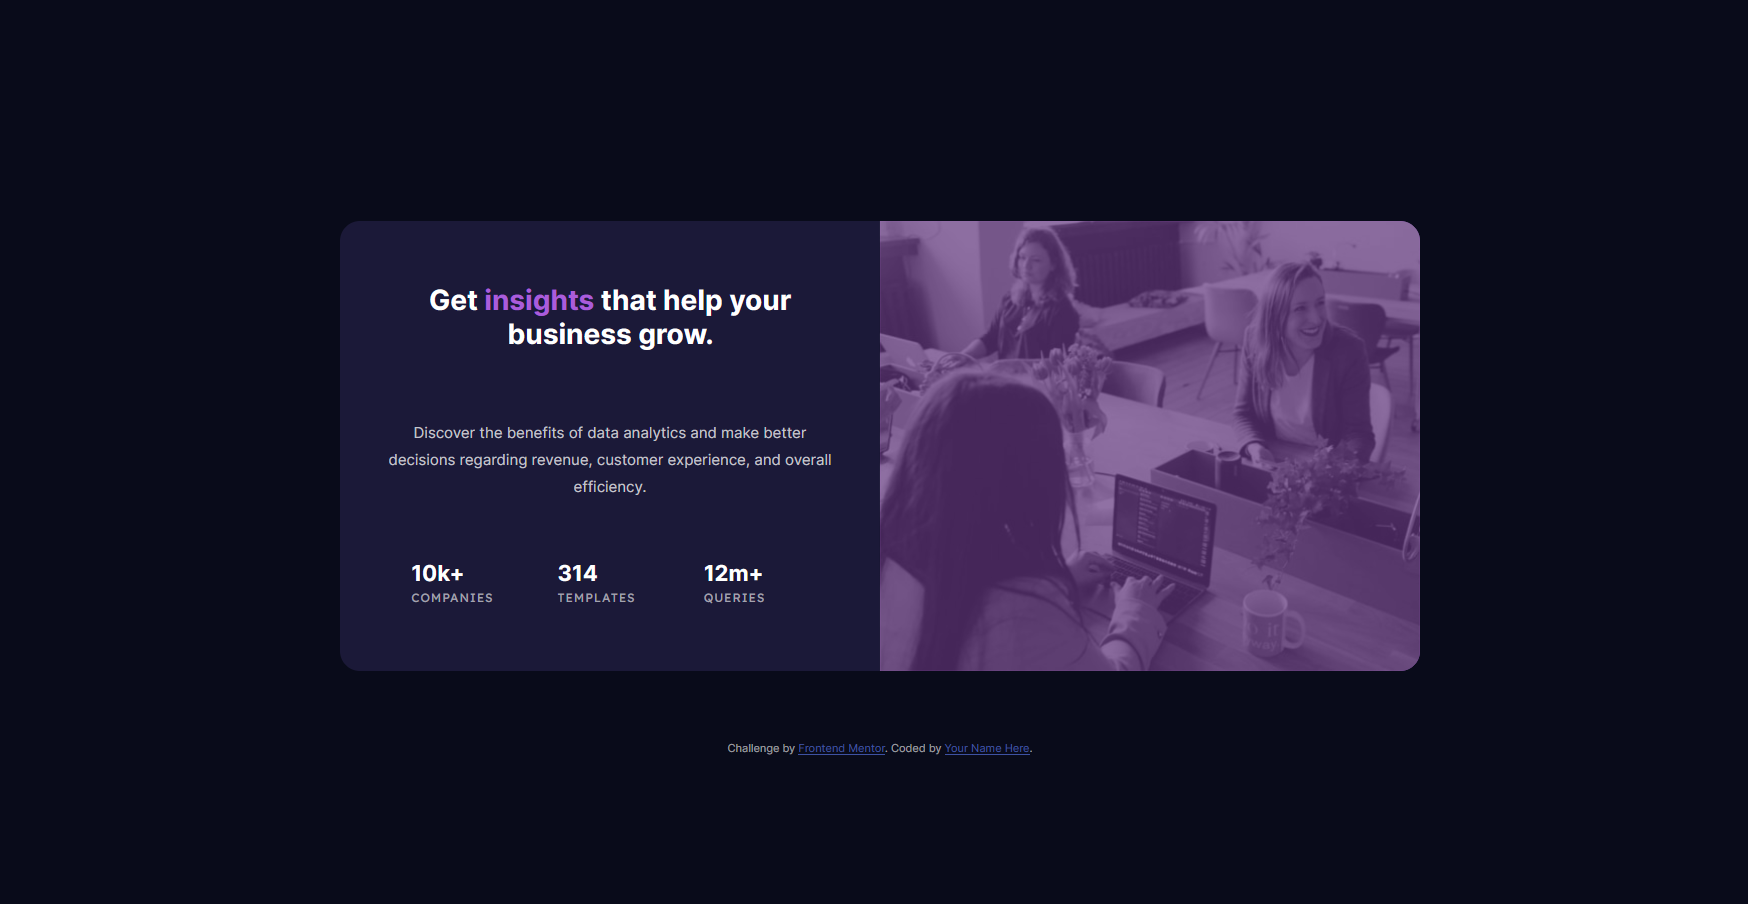 Get insights that help your
business grow.
Discover the benefits of data analytics and make better
decisions regarding revenue, customer experience, and overall
efficiency.
10k+ 314 12m+
COMPANIES TEMPLATES QUERIES
Challenge by Frontend Mentor. Coded by Your Name Here.